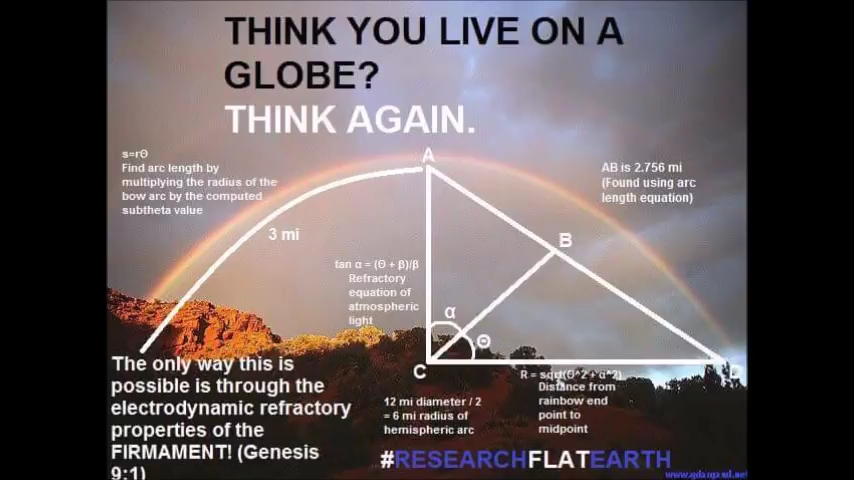 THINK YOU LIVE ON A
GLOBE?
THINK AGAIN.
s=rΘ
Find arc length by
multiplying the radius of the
bow arc by the computed
subtheta value
A
AB is 2.756 mi
(Found using arc
length equation)
3 mi
B
tan α = (Θ + β)/β
Refractory
equation of
atmospheric
light
α
Θ
C
D
R = sqrt(Θ^2 + α^2)
Distance from
rainbow end
point to
midpoint
The only way this is
possible is through the
electrodynamic refractory
properties of the
FIRMAMENT! (Genesis
9:1)
12 mi diameter / 2
= 6 mi radius of
hemispheric arc
#RESEARCHFLATEARTH